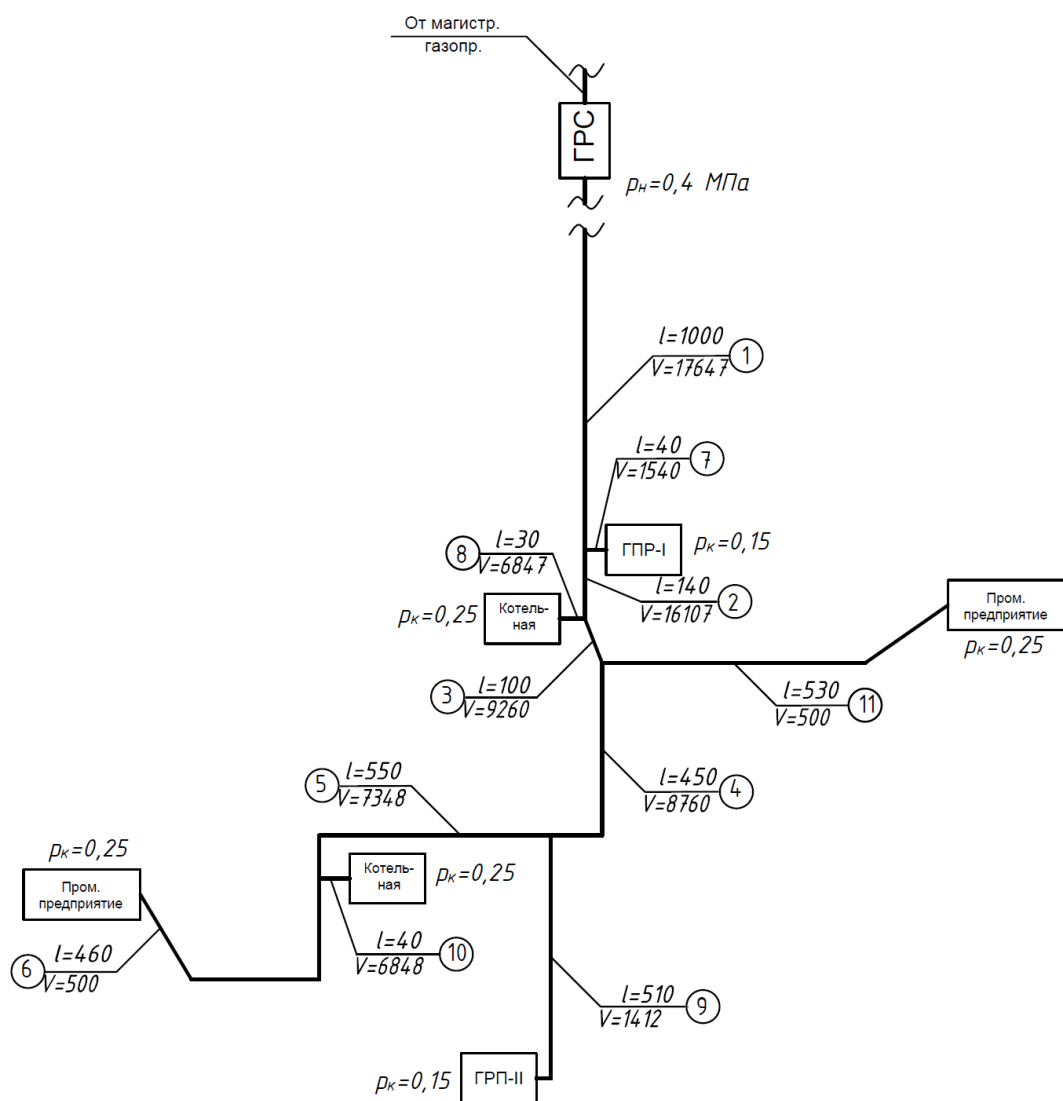 От магистр.
газопр.
ГРС
pн=0,4 МПа
l=1000
V=17647
1
l=40
V=1540
7
ГПР-I
pк=0,15
8
l=30
V=6847
l=140
V=16107
2
pк=0,25
Котель-
ная
Пром.
предприятие
pк=0,25
3
l=100
V=9260
l=530
V=500
11
5
l=550
V=7348
l=450
V=8760
4
pк=0,25
Пром.
предприятие
Котель-
ная
pк=0,25
6
l=460
V=500
l=40
V=6848
10
l=510
V=1412
9
pк=0,15
ГРП-II